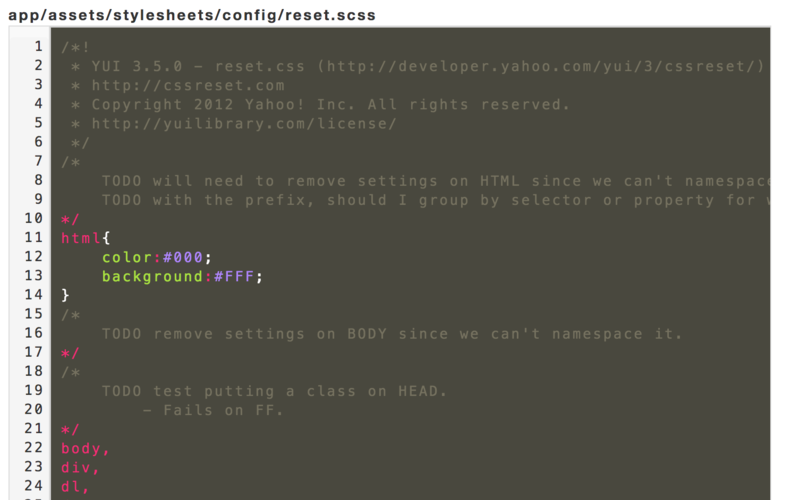 app/assets/stylesheets/config/reset.scss
1 /*!
2 * YUI 3.5.0 - reset.css (http://developer.yahoo.com/yui/3/cssreset/)
3 * http://cssreset.com
4 * Copyright 2012 Yahoo! Inc. All rights reserved.
5 * http://yuilibrary.com/license/
6 */
7 /*
8 TODO will need to remove settings on HTML since we can't namespace
9 TODO with the prefix, should I group by selector or property for
10 */
11 html{
12 color:#000;
13 background:#FFF;
14 }
15 /*
16 TODO remove settings on BODY since we can't namespace it.
17 */
18 /*
19 TODO test putting a class on HEAD.
20 - Fails on FF.
21 */
22 body,
23 div,
24 dl,